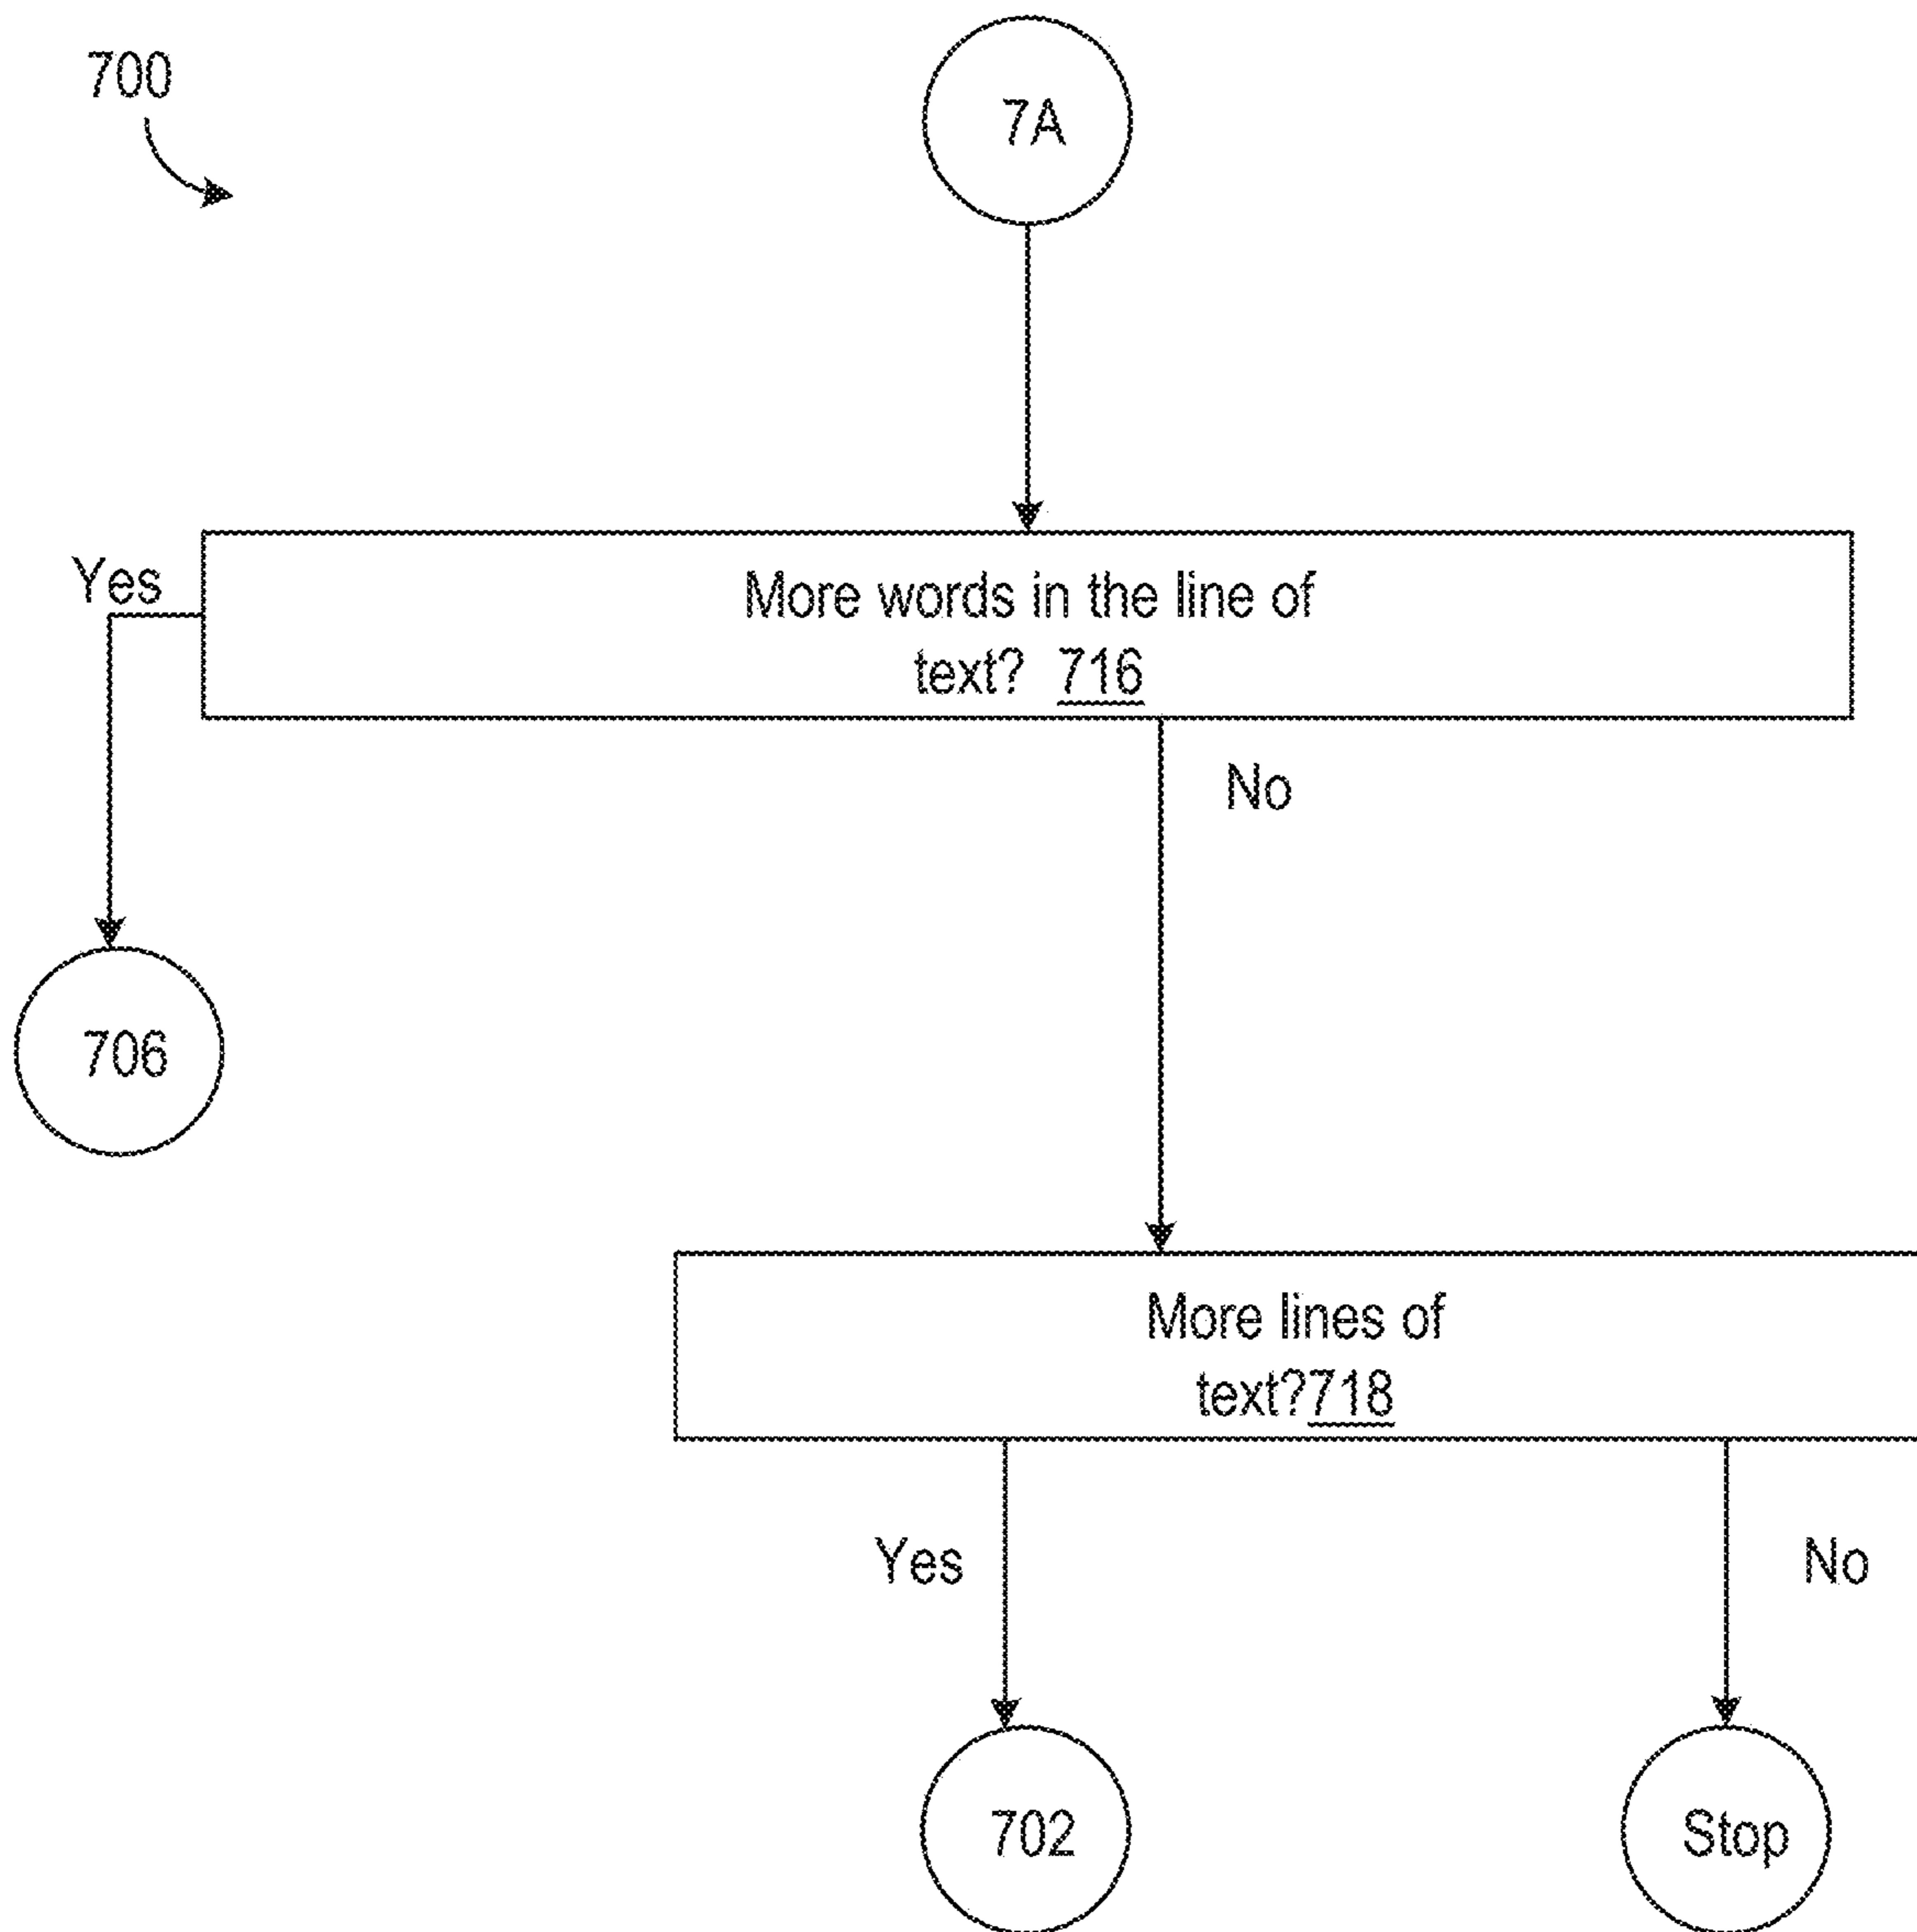 700
7A
Yes
More words in the line of
text? 716
No
706
More lines of
text?718
Yes
No
702
Stop